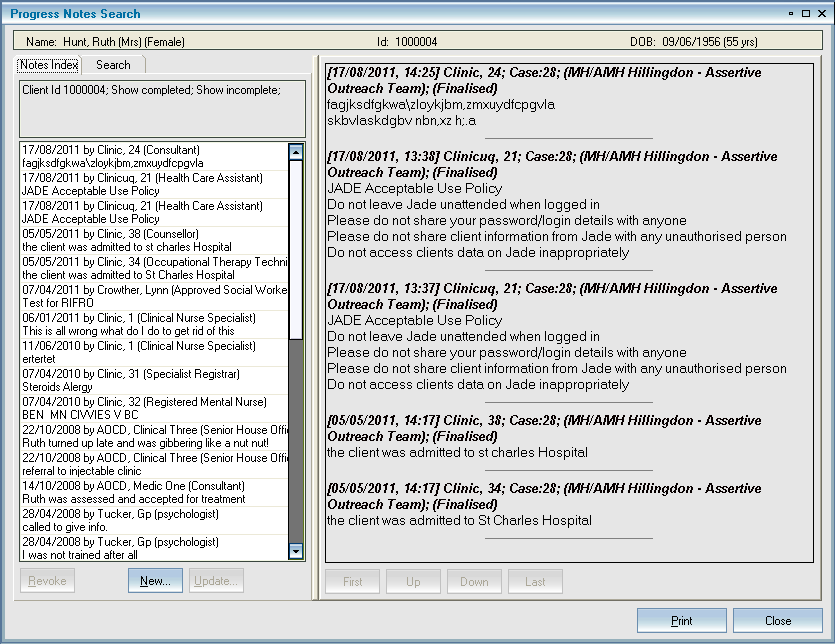 Progress Notes Search
Name: Hunt, Ruth (Mrs) (Female) Id: 1000004 DOB: 09/06/1956 (55 yrs)
Notes Index Search
Client Id 1000004; Show completed; Show incomplete;
17/08/2011 by Clinic, 24 (Consultant)
fagjksdfgkwa\zloykjbm,zmxuydfcpgvla
17/08/2011 by Clinicuq, 21 (Health Care Assistant)
JADE Acceptable Use Policy
17/08/2011 by Clinicuq, 21 (Health Care Assistant)
JADE Acceptable Use Policy
05/05/2011 by Clinic, 38 (Counsellor)
the client was admitted to st charles Hospital
05/05/2011 by Clinic, 34 (Occupational Therapy Techni
the client was admitted to St Charles Hospital
07/04/2011 by Crowther, Lynn (Approved Social Worke
Test for RIFRO
06/01/2011 by Clinic, 1 (Clinical Nurse Specialist)
This is all wrong what do I do to get rid of this
11/06/2010 by Clinic, 1 (Clinical Nurse Specialist)
ertertet
07/04/2010 by Clinic, 31 (Specialist Registrar)
Steroids Alergy
07/04/2010 by Clinic, 32 (Registered Mental Nurse)
BEN MN CIVVIES V BC
22/10/2008 by AOCD, Clinical Three (Senior House Offi
Ruth turned up late and was gibbering like a nut nut!
22/10/2008 by AOCD, Clinical Three (Senior House Offi
referral to injectable clinic
14/10/2008 by AOCD, Medic One (Consultant)
Ruth was assessed and accepted for treatment
28/04/2008 by Tucker, Gp (psychologist)
called to give info.
28/04/2008 by Tucker, Gp (psychologist)
I was not trained after all
Revoke New... Update...
[17/08/2011, 14:25] Clinic, 24; Case:28; (MH/AMH Hillingdon - Assertive
Outreach Team); (Finalised)
fagjksdfgkwa\zloykjbm,zmxuydfcpgvla
skbvlaskdgbv nbn,xz h;.a
[17/08/2011, 13:38] Clinicuq, 21; Case:28; (MH/AMH Hillingdon - Assertive
Outreach Team); (Finalised)
JADE Acceptable Use Policy
Do not leave Jade unattended when logged in
Please do not share your password/login details with anyone
Please do not share client information from Jade with any unauthorised person
Do not access clients data on Jade inappropriately
[17/08/2011, 13:37] Clinicuq, 21; Case:28; (MH/AMH Hillingdon - Assertive
Outreach Team); (Finalised)
JADE Acceptable Use Policy
Do not leave Jade unattended when logged in
Please do not share your password/login details with anyone
Please do not share client information from Jade with any unauthorised person
Do not access clients data on Jade inappropriately
[05/05/2011, 14:17] Clinic, 38; Case:28; (MH/AMH Hillingdon - Assertive
Outreach Team); (Finalised)
the client was admitted to st charles Hospital
[05/05/2011, 14:17] Clinic, 34; Case:28; (MH/AMH Hillingdon - Assertive
Outreach Team); (Finalised)
the client was admitted to St Charles Hospital
First Up Down Last
Print Close